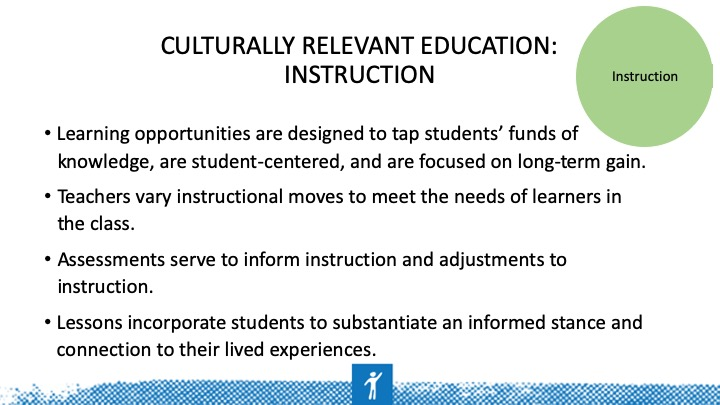 CULTURALLY RELEVANT EDUCATION:
INSTRUCTION
Instruction
• Learning opportunities are designed to tap students’ funds of
knowledge, are student-centered, and are focused on long-term gain.
• Teachers vary instructional moves to meet the needs of learners in
the class.
• Assessments serve to inform instruction and adjustments to
instruction.
• Lessons incorporate students to substantiate an informed stance and
connection to their lived experiences.